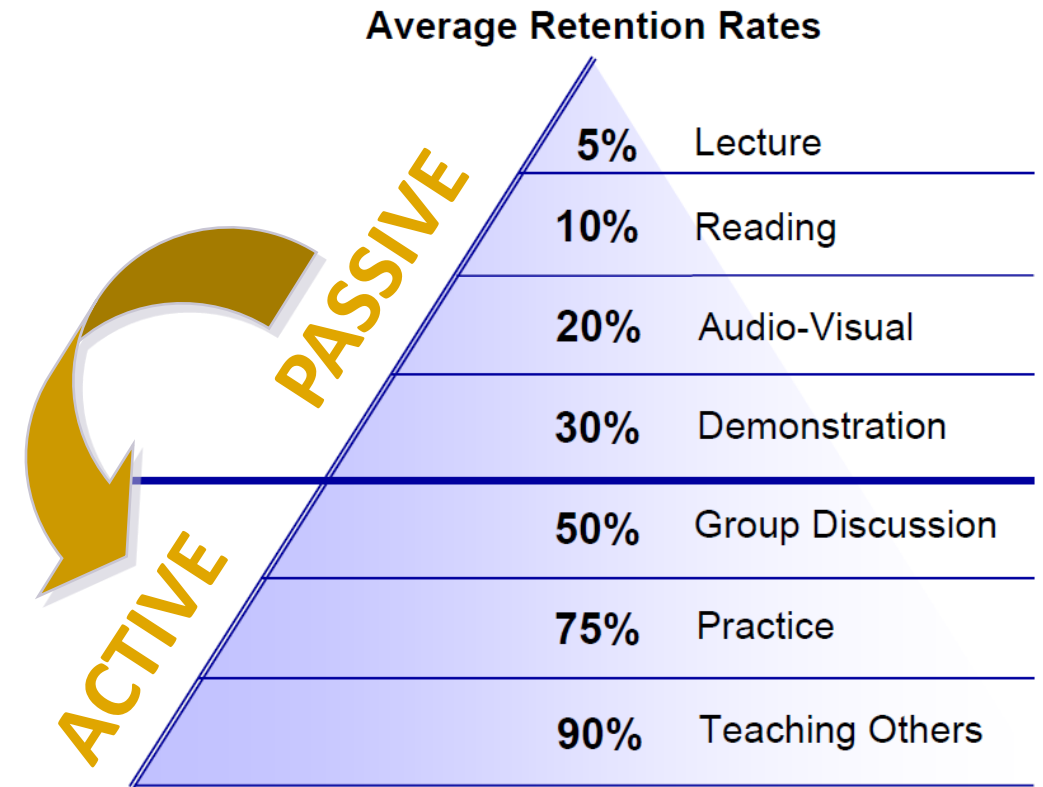 Average Retention Rates
5% Lecture
10% Reading
20% Audio-Visual
30% Demonstration
50% Group Discussion
75% Practice
90% Teaching Others
PASSIVE
ACTIVE